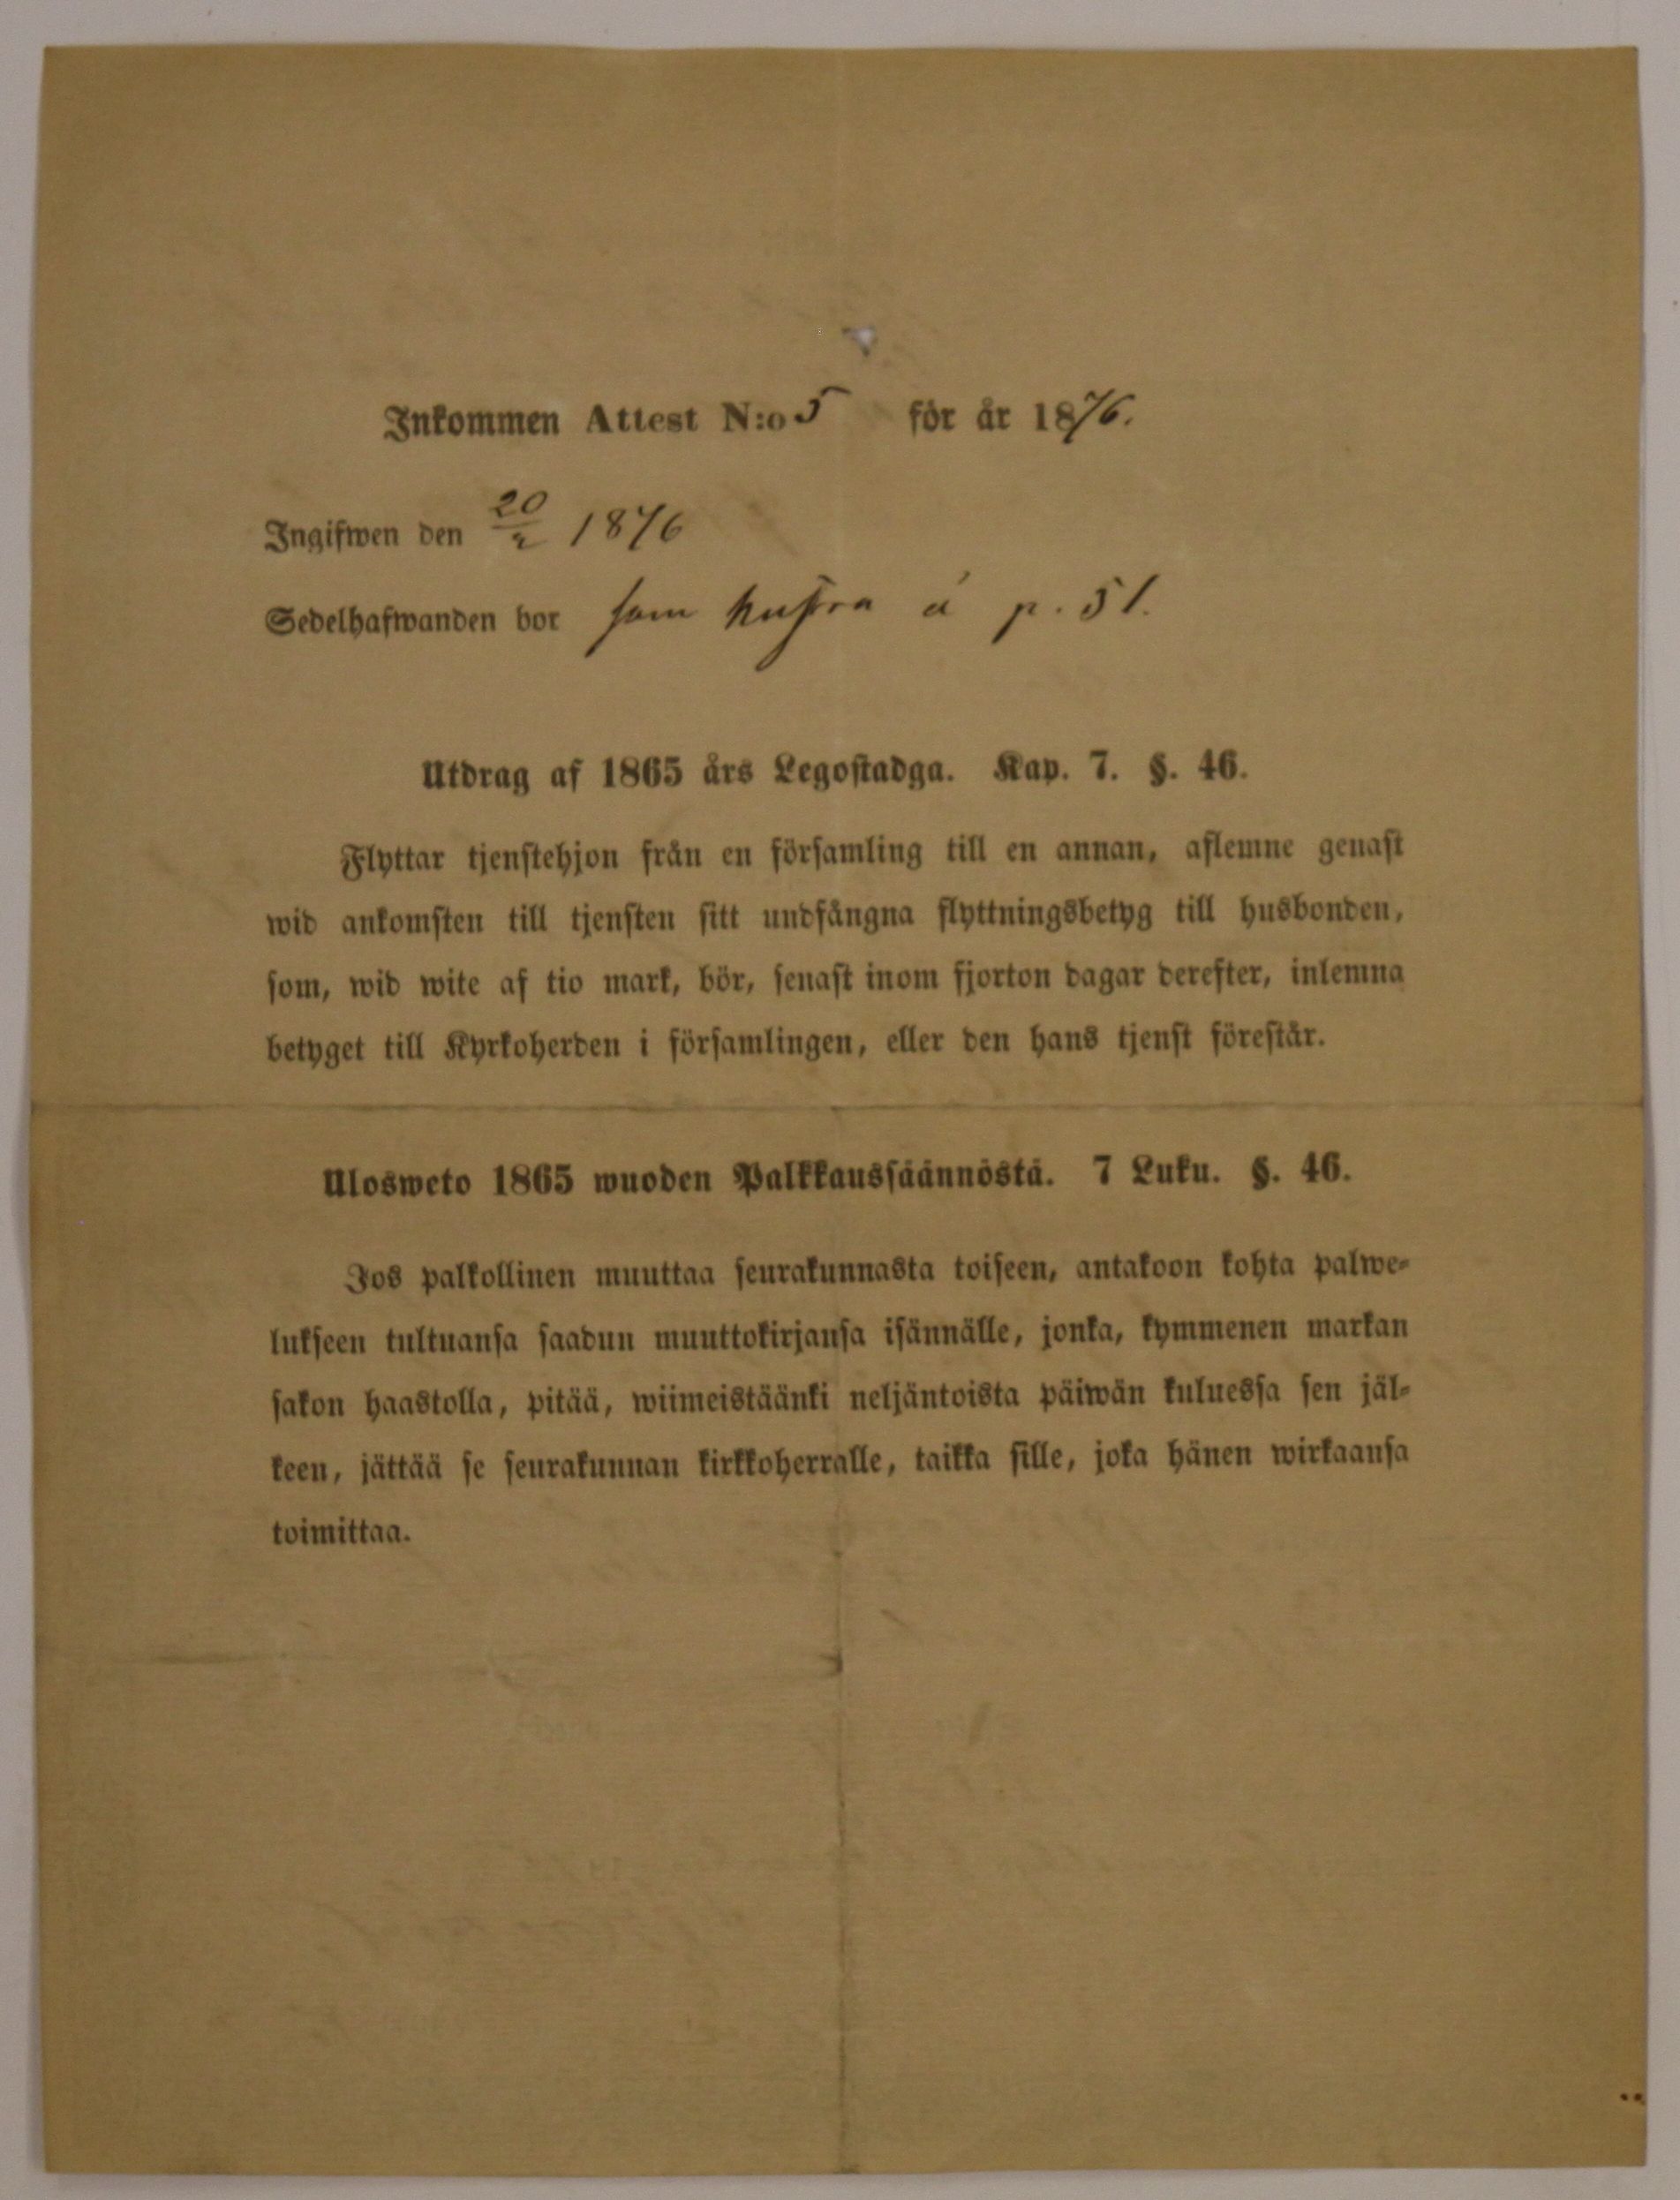 Inkommen Attest N:o 5 för år 1876.
Ingifwen den 20/2 1876
Sedelhafwanden bor som hustru å p. 51.
Utdrag af 1865 års Legostadga. Kap. 7. §. 46.
Flyttar tjenstehjon från en församling till en annan, aflemne genast
wid ankomsten till tjensten sitt undfångna flyttningsbetyg till husbonden,
som, wid wite af tio mark, bör, senast inom fjorton dagar derefter, inlemna
betyget till Kyrkoherden i församlingen, eller den hans tjenst förestår.
Ulosweto 1865 wuoden Palkkaussäännöstä. 7 Luku. §. 46.
Jos palkollinen muuttaa seurakunnasta toiseen, antakoon kohta palwe-
lukseen tultuansa saadun muuttokirjansa isännälle, jonka, kymmenen markan
sakon haastolla, pitää, wiimeistäänki neljäntoista päiwän kuluessa sen jäl-
keen, jättää se seurakunnan kirkkoherralle, taikka sille, joka hänen wirkaansa
toimittaa.